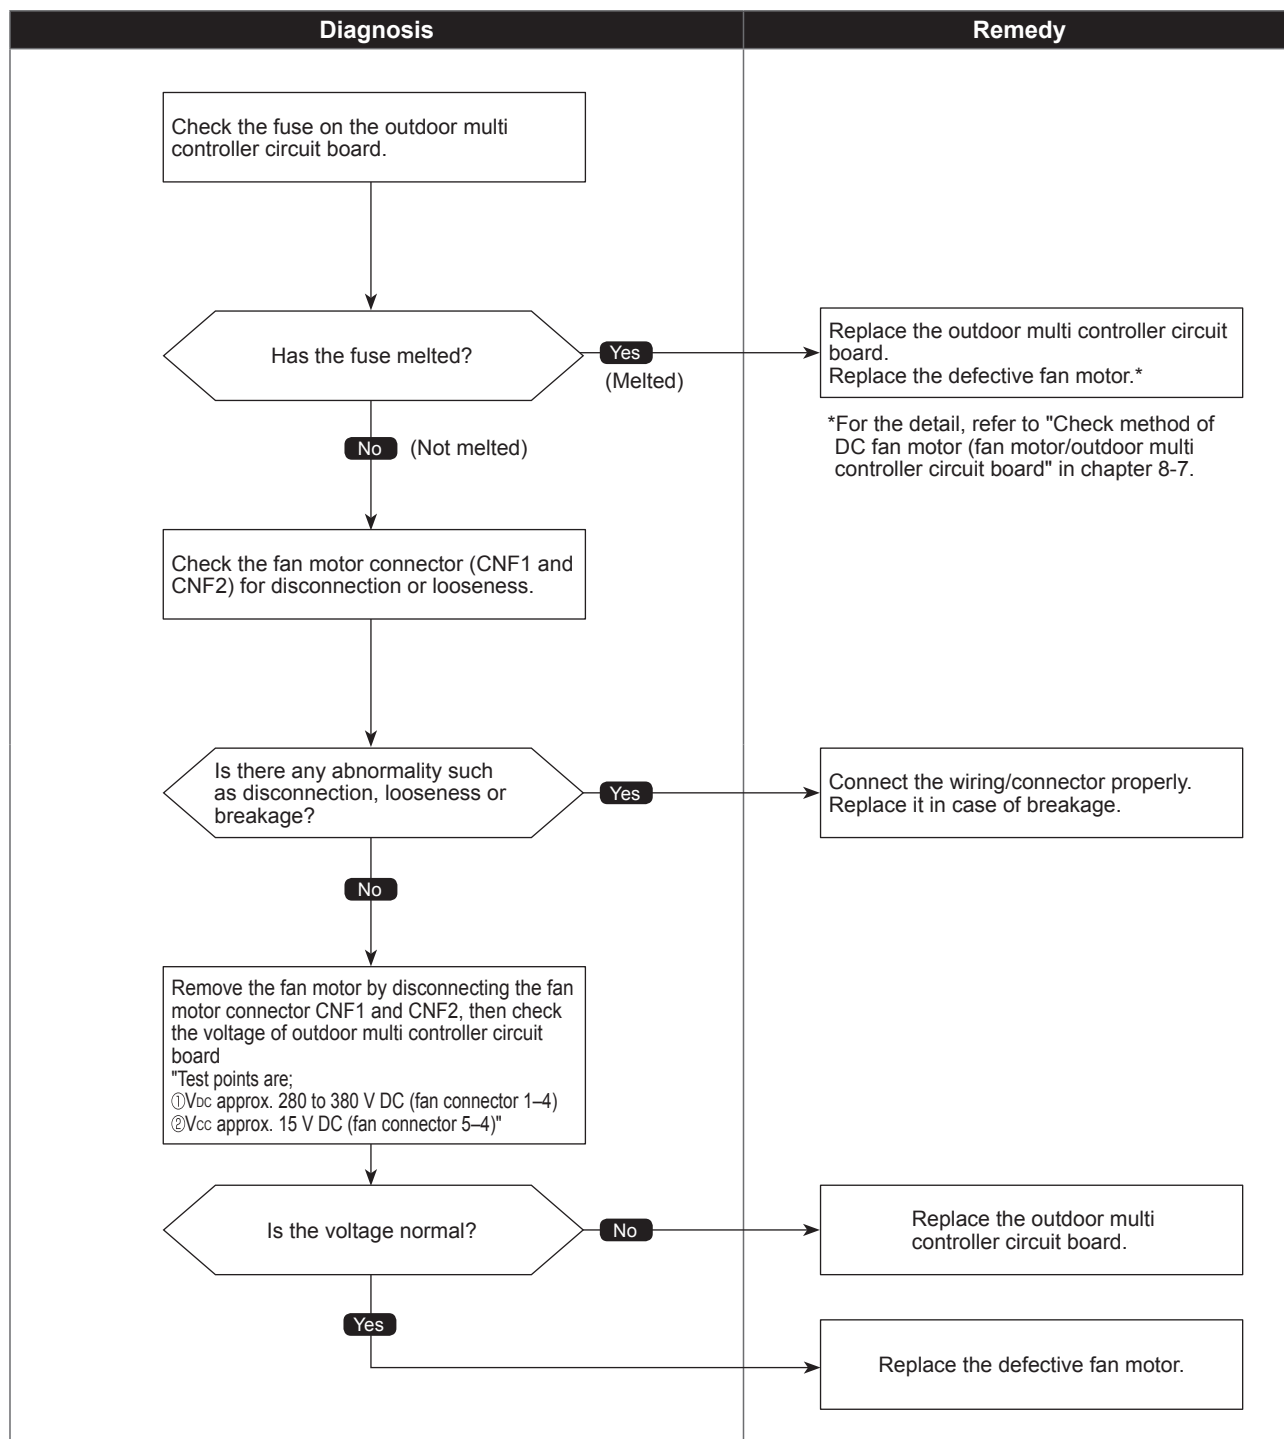 Diagnosis
Remedy
Check the fuse on the outdoor multi
controller circuit board.
Has the fuse melted?
Yes
(Melted)
Replace the outdoor multi controller circuit
board.
Replace the defective fan motor.*
*For the detail, refer to "Check method of
DC fan motor (fan motor/outdoor multi
controller circuit board" in chapter 8-7.
No (Not melted)
Check the fan motor connector (CNF1 and
CNF2) for disconnection or looseness.
Is there any abnormality such
as disconnection, looseness or
breakage?
Yes
Connect the wiring/connector properly.
Replace it in case of breakage.
No
Remove the fan motor by disconnecting the fan
motor connector CNF1 and CNF2, then check
the voltage of outdoor multi controller circuit
board
"Test points are;
①VDC approx. 280 to 380 V DC (fan connector 1–4)
②Vcc approx. 15 V DC (fan connector 5–4)"
Is the voltage normal?
No
Replace the outdoor multi
controller circuit board.
Yes
Replace the defective fan motor.